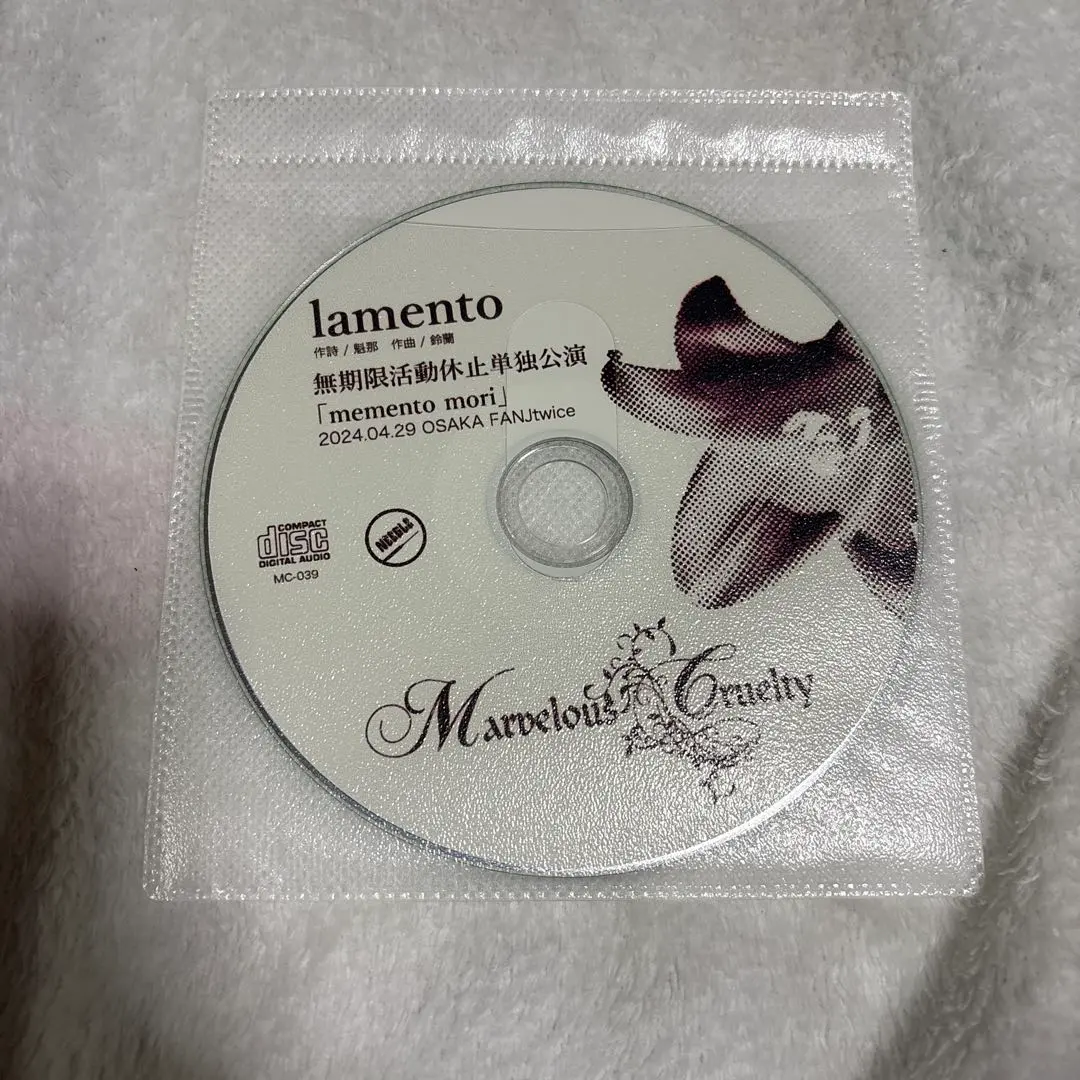 lamento
作詩 / 魁那　作曲 / 鈴蘭
無期限活動休止単独公演
「memento mori」
2024.04.29 OSAKA FANJtwice
COMPACT
disc
DIGITAL AUDIO
MC-039
NEEBLE
Marvelous Cruelty